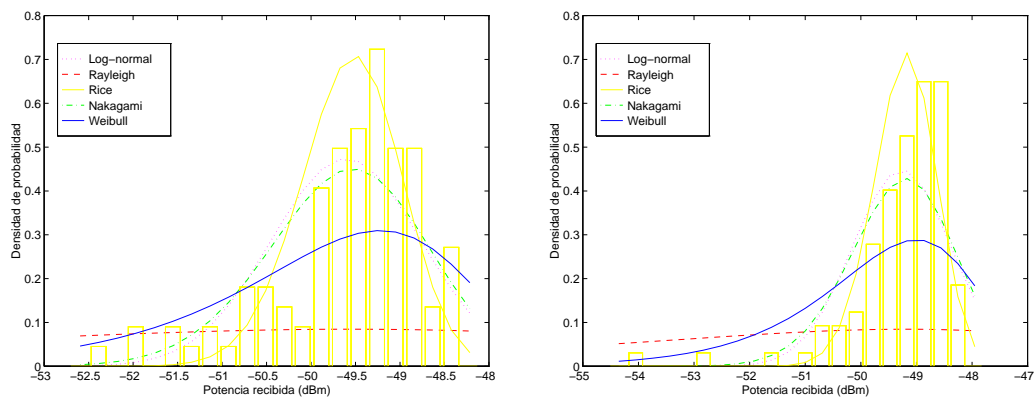 0.8
0.7
0.6
0.5
0.4
0.3
0.2
0.1
0
Densidad de probabilidad
Log−normal
Rayleigh
Rice
Nakagami
Weibull
−53 −52.5 −52 −51.5 −51 −50.5 −50 −49.5 −49 −48.5 −48
Potencia recibida (dBm)
0.8
0.7
0.6
0.5
0.4
0.3
0.2
0.1
0
Densidad de probabilidad
Log−normal
Rayleigh
Rice
Nakagami
Weibull
−55 −54 −53 −52 −51 −50 −49 −48 −47
Potencia recibida (dBm)